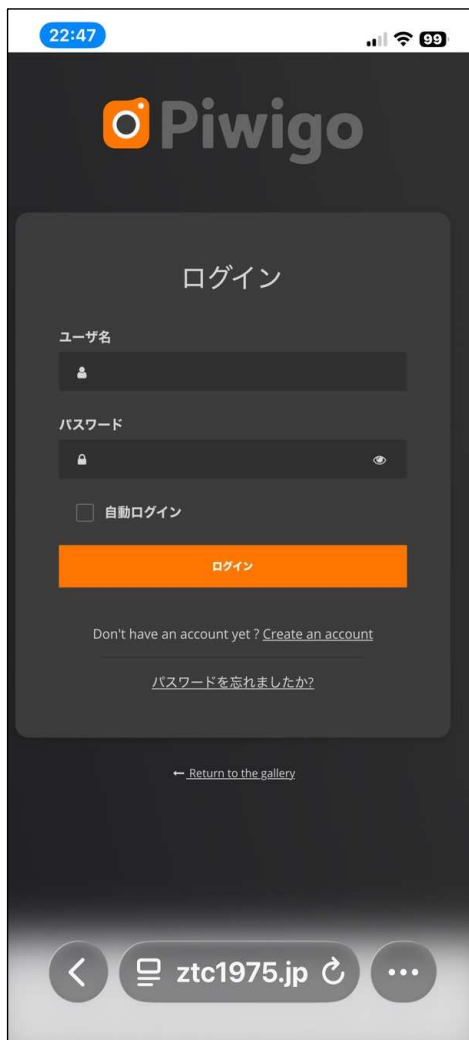 22:47
99
Piwigo
ログイン
ユーザ名
パスワード
自動ログイン
ログイン
Don't have an account yet ? Create an account
パスワードを忘れましたか?
← Return to the gallery
ztc1975.jp